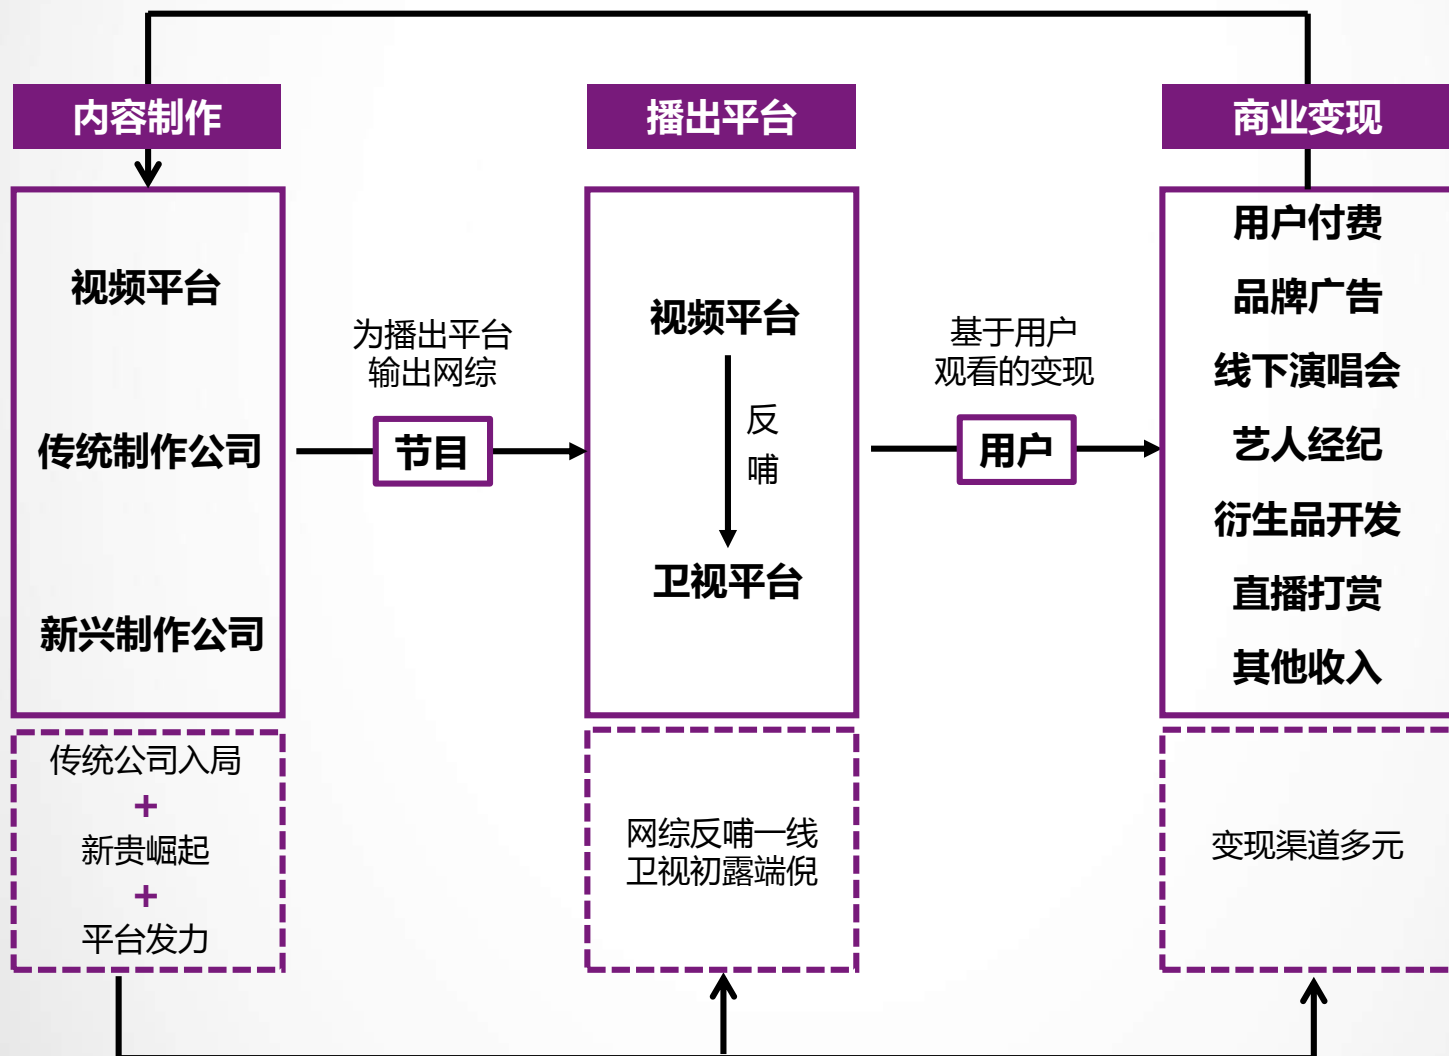 内容制作
播出平台
商业变现
视频平台
传统制作公司
新兴制作公司
为播出平台
输出网综
节目
视频平台
反
哺
卫视平台
基于用户
观看的变现
用户
用户付费
品牌广告
线下演唱会
艺人经纪
衍生品开发
直播打赏
其他收入
传统公司入局
+
新贵崛起
+
平台发力
网综反哺一线
卫视初露端倪
变现渠道多元